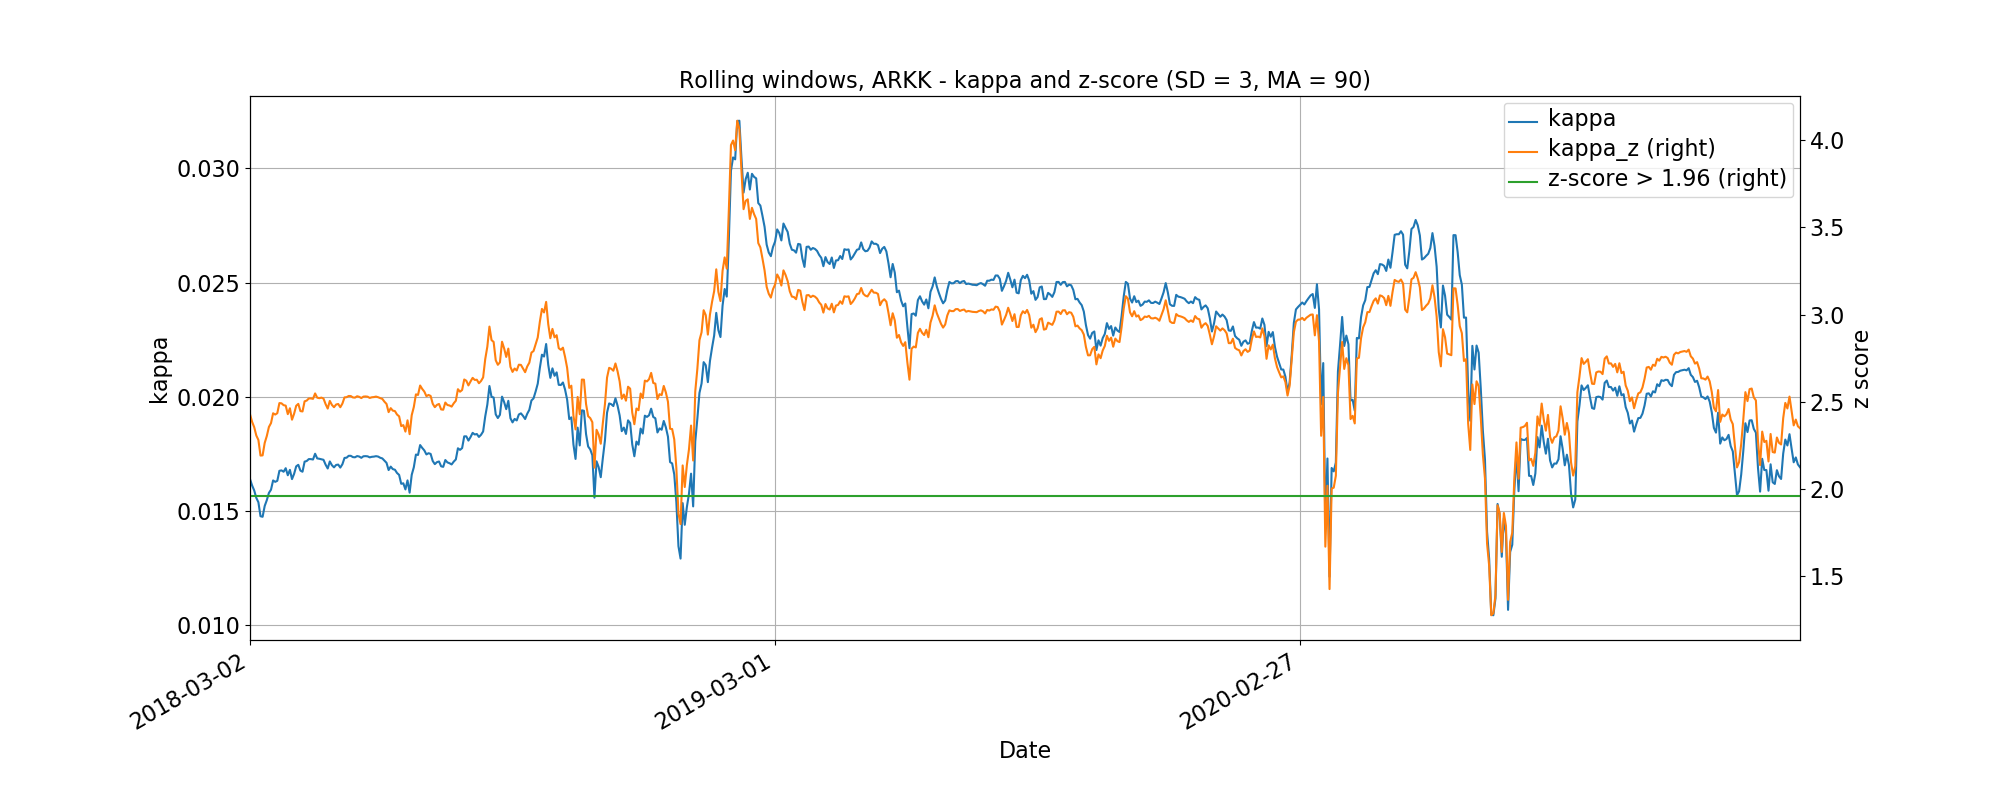 Rolling windows, ARKK - kappa and z-score (SD = 3, MA = 90)
kappa
kappa_z (right)
z-score > 1.96 (right)
0.030
0.025
0.020
0.015
0.010
kappa
4.0
3.5
3.0
2.5
2.0
1.5
z score
2018-03-02
2019-03-01
2020-02-27
Date